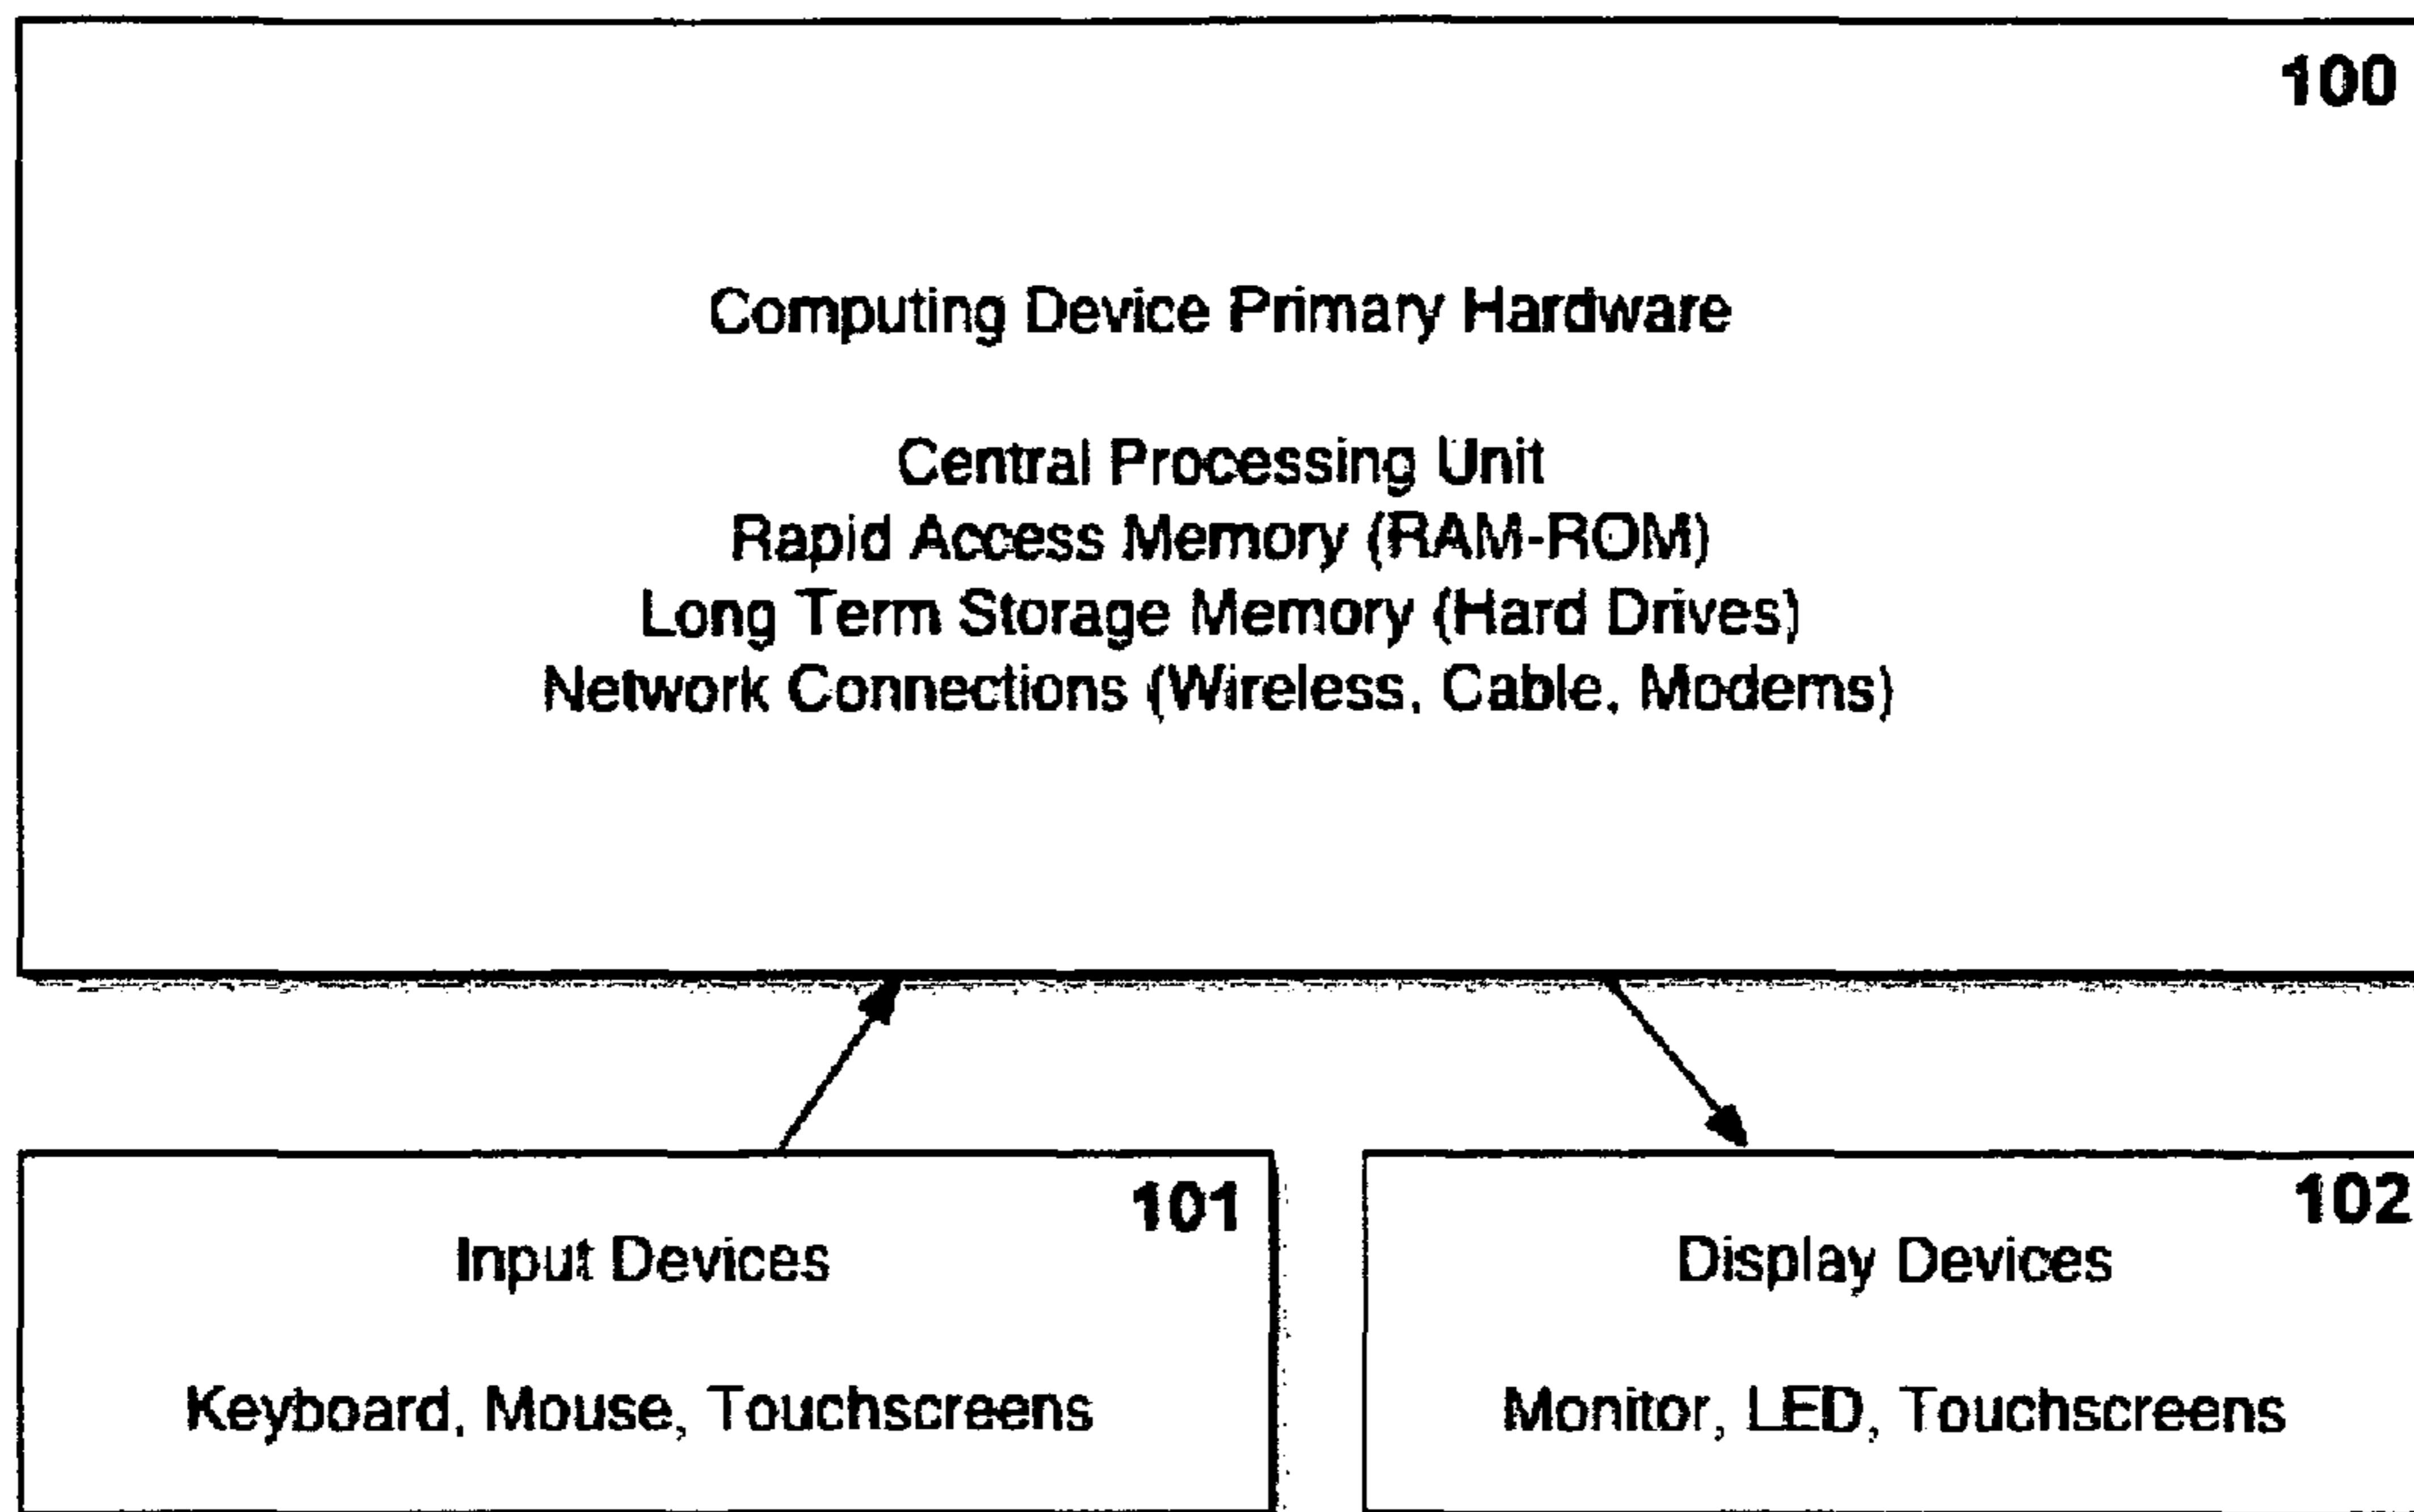 100
Computing Device Primary Hardware
Central Processing Unit
Rapid Access Memory (RAM-ROM)
Long Term Storage Memory (Hard Drives)
Network Connections (Wireless, Cable, Modems)
101
Input Devices
Keyboard, Mouse, Touchscreens
102
Display Devices
Monitor, LED, Touchscreens